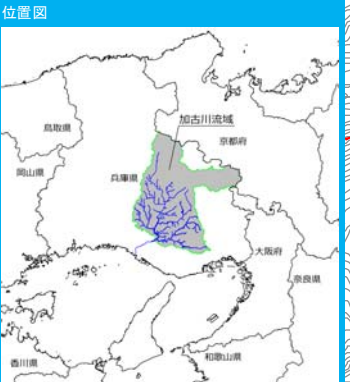 位置図
加古川流域
鳥取県
京都府
岡山県
兵庫県
大阪府
奈良県
和歌山県
香川県